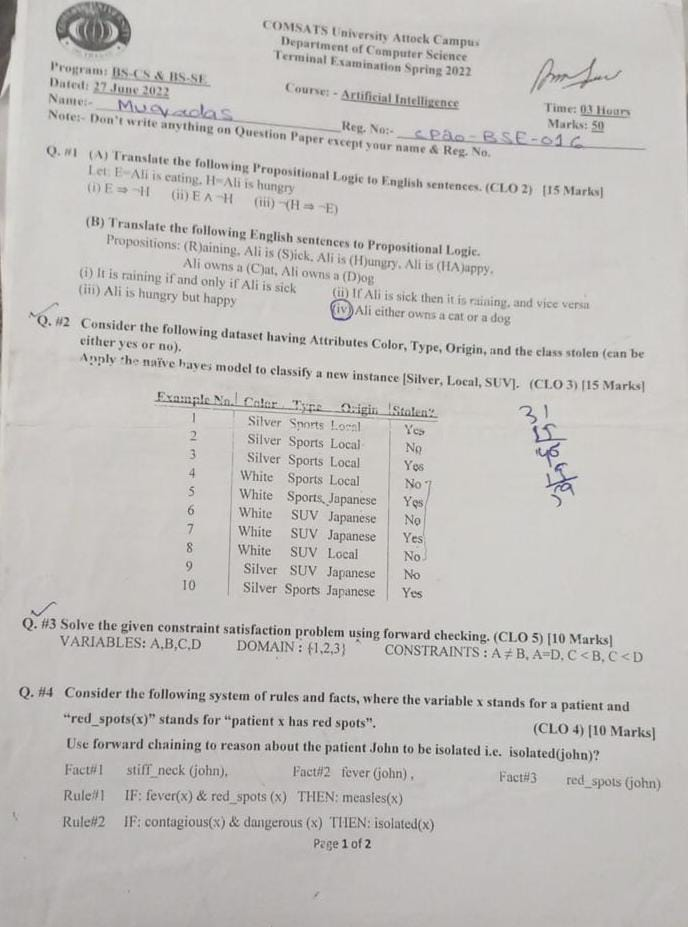 COMSATS University Attock Campus
Department of Computer Science
Terminal Examination Spring 2022
Program: BS-CS & BS-SE
Course: - Artificial Intelligence
Time: 03 Hours
Dated: 27 June 2022
Marks: 50
Name:- Muqadas Reg. No:-
Note:- Don't write anything on Question Paper except your name & Reg. No.
Q. #1 (A) Translate the following Propositional Logic to English sentences. (CLO 2) [15 Marks]
Let: E=Ali is eating, H=Ali is hungry
(i) E ⇒ ¬H (ii) E ∧ ¬H (iii) ¬(H ⇒ ¬E)
(B) Translate the following English sentences to Propositional Logic.
Propositions: (R)aining, Ali is (S)ick, Ali is (H)ungry, Ali is (HA)appy,
Ali owns a (C)at, Ali owns a (D)og
(i) It is raining if and only if Ali is sick (ii) If Ali is sick then it is raining, and vice versa
(iii) Ali is hungry but happy (iv) Ali either owns a cat or a dog
Q. #2 Consider the following dataset having Attributes Color, Type, Origin, and the class stolen (can be
either yes or no).
Apply the naïve bayes model to classify a new instance [Silver, Local, SUV]. (CLO 3) [15 Marks]
Example No. Color Type Origin Stolen?
1 Silver Sports Local Yes
2 Silver Sports Local No
3 Silver Sports Local Yes
4 White Sports Local No
5 White Sports Japanese Yes
6 White SUV Japanese No
7 White SUV Japanese Yes
8 White SUV Local No
9 Silver SUV Japanese No
10 Silver Sports Japanese Yes
31
15
Q. #3 Solve the given constraint satisfaction problem using forward checking. (CLO 5) [10 Marks]
VARIABLES: A,B,C,D DOMAIN : {1,2,3} CONSTRAINTS : A ≠ B, A=D, C < B, C < D
Q. #4 Consider the following system of rules and facts, where the variable x stands for a patient and
“red_spots(x)” stands for “patient x has red spots”. (CLO 4) [10 Marks]
Use forward chaining to reason about the patient John to be isolated i.e. isolated(john)?
Fact#1 stiff_neck (john), Fact#2 fever (john) , Fact#3 red_spots (john)
Rule#1 IF: fever(x) & red_spots (x) THEN: measles(x)
Rule#2 IF: contagious(x) & dangerous (x) THEN: isolated(x)
Page 1 of 2